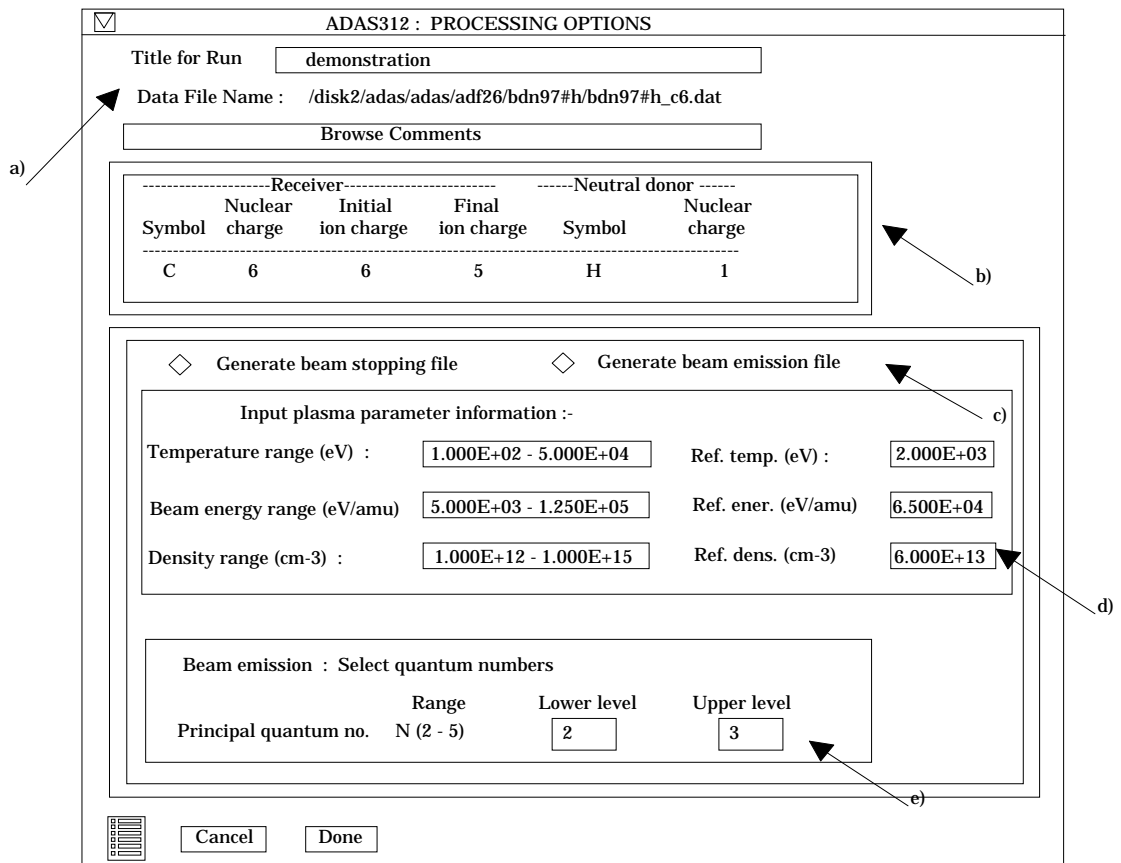 ADAS312 : PROCESSING OPTIONS
Title for Run demonstration
a)
Data File Name : /disk2/adas/adas/adf26/bdn97#h/bdn97#h_c6.dat
Browse Comments
---------------------Receiver------------------------- ------Neutral donor ------
Nuclear Initial Final Nuclear
Symbol charge ion charge ion charge Symbol charge
--------------------------------------------------------------------------------------------------
C 6 6 5 H 1
b)
Generate beam stopping file Generate beam emission file
c)
Input plasma parameter information :-
Temperature range (eV) : 1.000E+02 - 5.000E+04 Ref. temp. (eV) : 2.000E+03
Beam energy range (eV/amu) 5.000E+03 - 1.250E+05 Ref. ener. (eV/amu) 6.500E+04
Density range (cm-3) : 1.000E+12 - 1.000E+15 Ref. dens. (cm-3) 6.000E+13
d)
Beam emission : Select quantum numbers
Range Lower level Upper level
Principal quantum no. N (2 - 5) 2 3
e)
Cancel Done